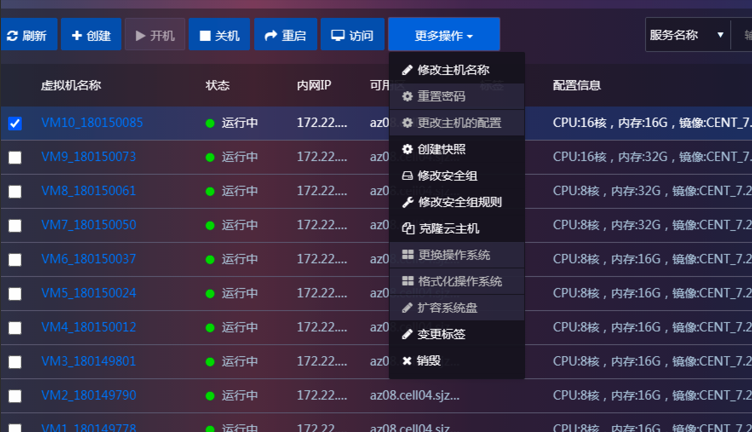 刷新 创建 开机 关机 重启 访问 更多操作 服务名称
虚拟机名称 状态 内网IP 可用 配置信息
修改主机名称
重置密码
更改主机的配置
创建快照
修改安全组
修改安全组规则
克隆云主机
更换操作系统
格式化操作系统
扩容系统盘
变更标签
销毁
VM10_180150085 运行中 172.22.... az0 CPU:16核，内存:16G，镜像:CENT_7.
VM9_180150073 运行中 172.22.... az0 CPU:16核，内存:32G，镜像:CENT_7.
VM8_180150061 运行中 172.22.... az0 CPU:8核，内存:32G，镜像:CENT_7.2
VM7_180150050 运行中 172.22.... az0 CPU:8核，内存:32G，镜像:CENT_7.2
VM6_180150037 运行中 172.22.... az0 CPU:8核，内存:16G，镜像:CENT_7.2
VM5_180150024 运行中 172.22.... az0 CPU:8核，内存:16G，镜像:CENT_7.2
VM4_180150012 运行中 172.22.... az0 CPU:8核，内存:16G，镜像:CENT_7.2
VM3_180149801 运行中 172.22.... az0 CPU:8核，内存:16G，镜像:CENT_7.2
VM2_180149790 运行中 172.22.... az08.cell04.sjz... CPU:8核，内存:16G，镜像:CENT_7.2
VM1_180149778 运行中 172.22.... az08.cell04.sjz... CPU:8核，内存:16G，镜像:CENT_7.2